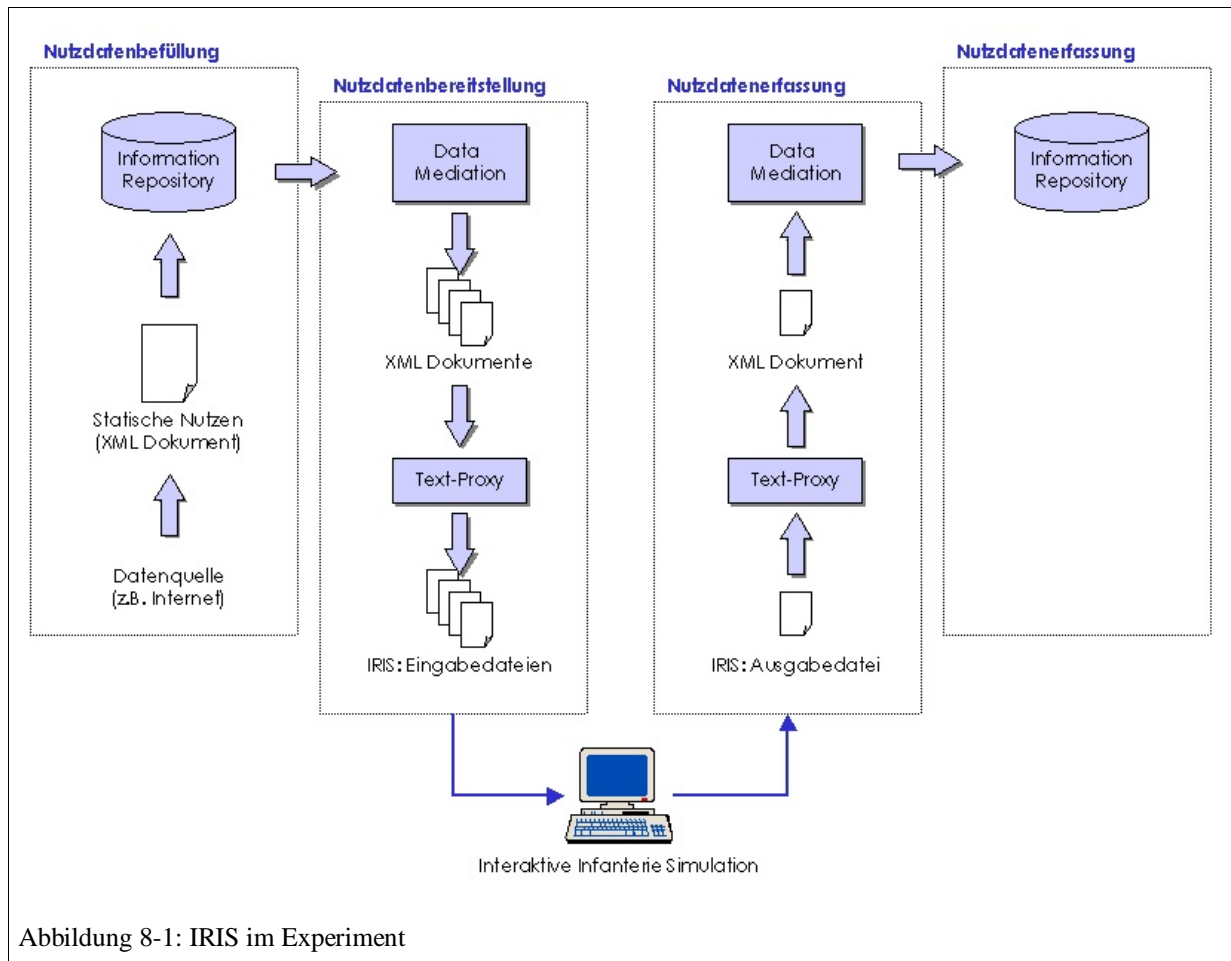 Nutzdatenbefüllung
Information
Repository
Statische Nutzen
(XML Dokument)
Datenquelle
(z.B. Internet)
Nutzdatenbereitstellung
Data
Mediation
XML Dokumente
Text-Proxy
IRIS: Eingabedateien
Nutzdatenerfassung
Data
Mediation
XML Dokument
Text-Proxy
IRIS: Ausgabedatei
Nutzdatenerfassung
Information
Repository
Interaktive Infanterie Simulation
Abbildung 8-1: IRIS im Experiment